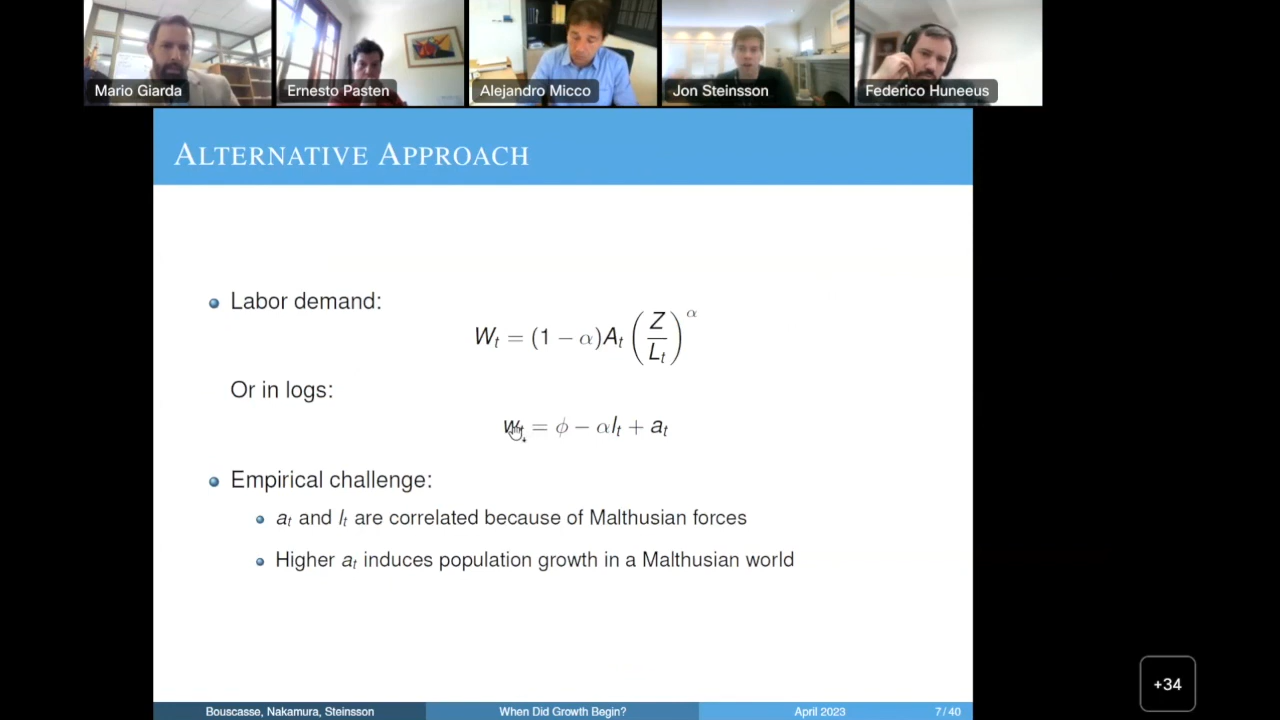 Mario Giarda
Ernesto Pasten
Alejandro Micco
Jon Steinsson
Federico Huneeus
ALTERNATIVE APPROACH
Labor demand:
W_t = (1 − α)A_t (Z/L_t)^α
Or in logs:
w_t = ϕ − αl_t + a_t
Empirical challenge:
a_t and l_t are correlated because of Malthusian forces
Higher a_t induces population growth in a Malthusian world
Bouscasse, Nakamura, Steinsson When Did Growth Begin? April 2023 7 / 40
+34